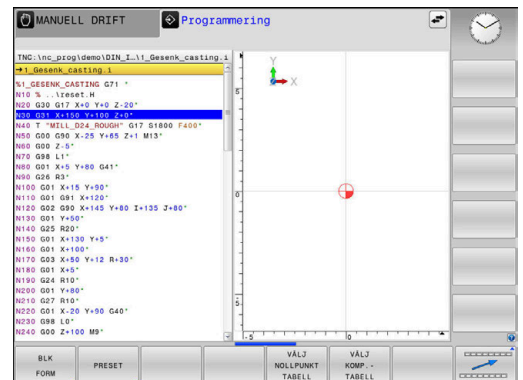 MANUELL DRIFT
Programmering
TNC:\nc_prog\demo\DIN_I…\1_Gesenk_casting.i
→1_Gesenk_casting.i
%1_GESENK_CASTING G71 *
N10 % ..\reset.H
N20 G30 G17 X+0 Y+0 Z-20*
N30 G31 X+150 Y+100 Z+0*
N40 T "MILL_D24_ROUGH" G17 S1800 F400*
N50 G00 G90 X-25 Y+65 Z+1 M13*
N60 G00 Z-5*
N70 G98 L1*
N80 G01 X+5 Y+80 G41*
N90 G26 R3*
N100 G01 X+15 Y+90*
N110 G01 G91 X+120*
N120 G02 G90 X+145 Y+80 I+135 J+80*
N130 G01 Y+50*
N140 G25 R20*
N150 G01 X+130 Y+5*
N160 G01 X+100*
N170 G03 X+50 Y+12 R+30*
N180 G01 X+5*
N190 G24 R10*
N200 G01 Y+80*
N210 G27 R10*
N220 G01 X-20 Y+90 G40*
N230 G98 L0*
N240 G00 Z+100 M9*
Y
X
5
0
-5
-5
0
BLK
FORM
PRESET
VÄLJ
NOLLPUNKT
TABELL
VÄLJ
KOMP.-
TABELL